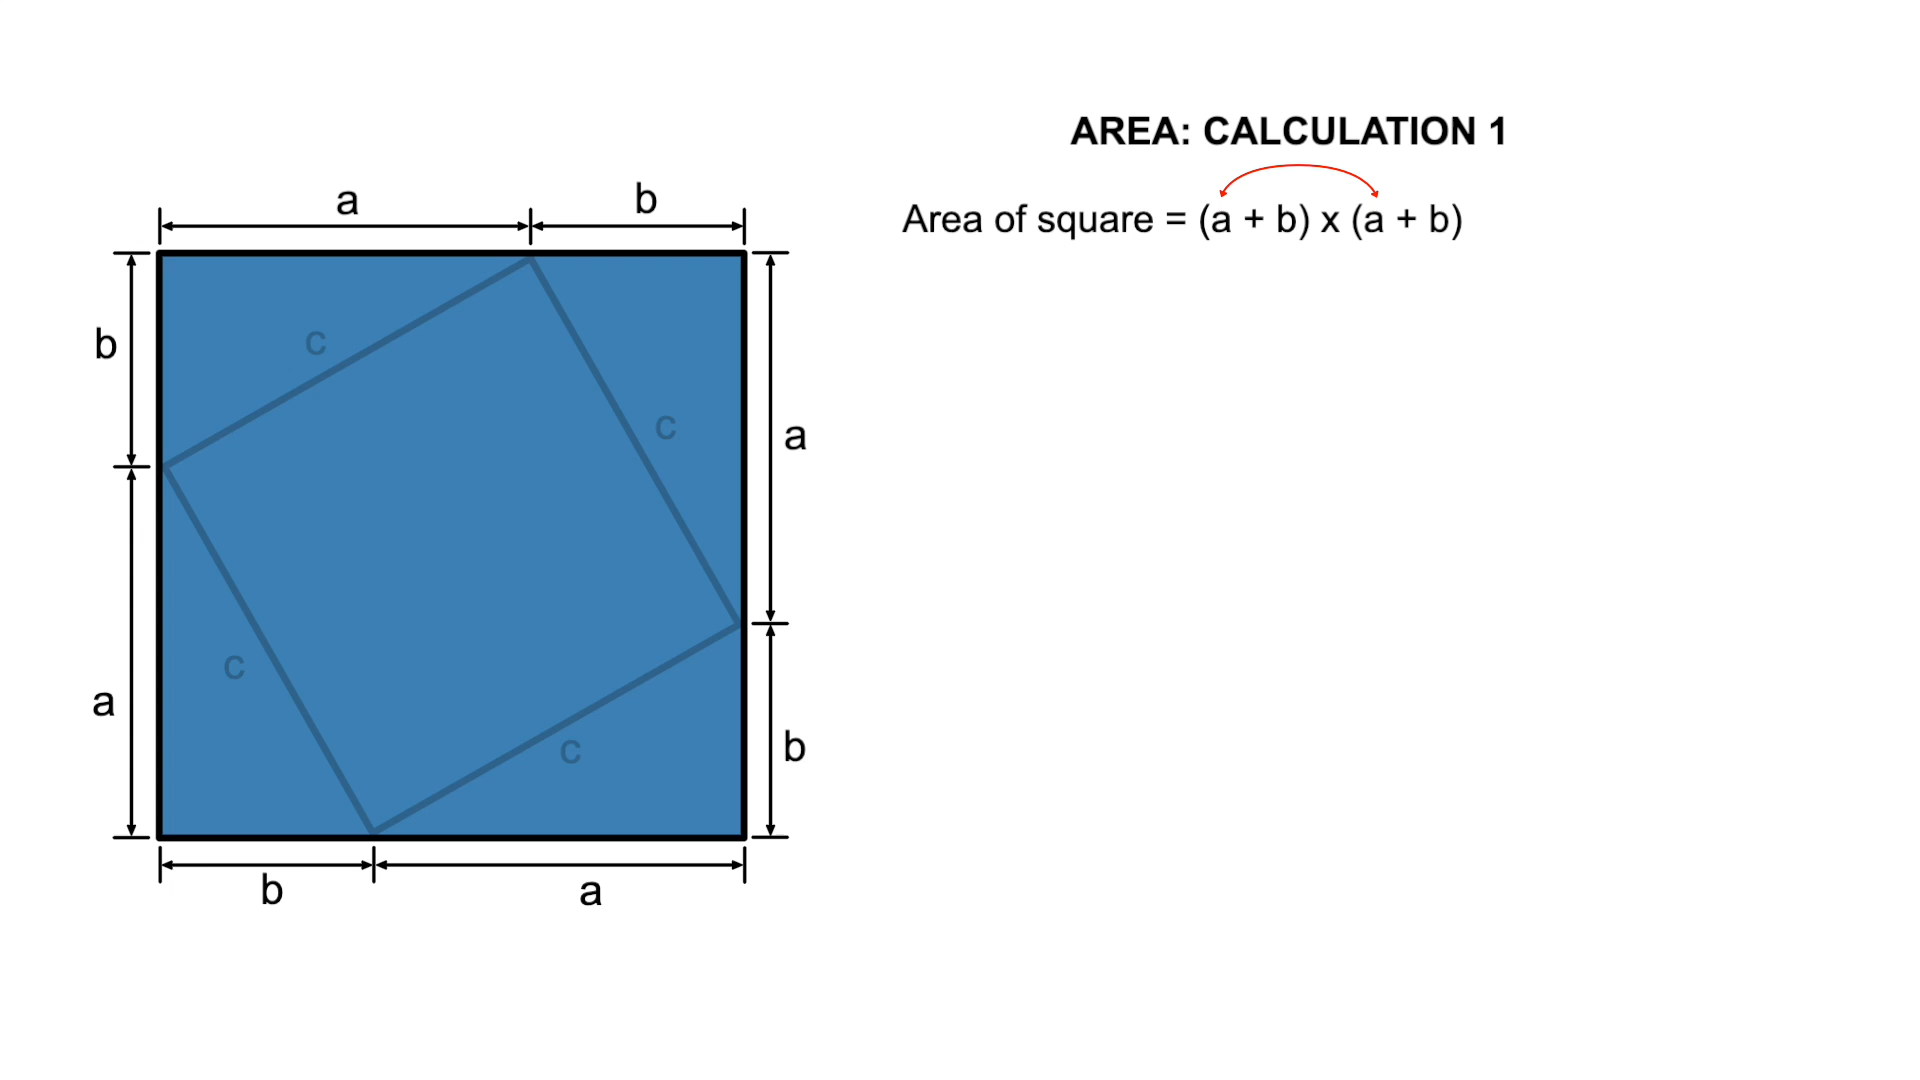 AREA: CALCULATION 1
Area of square = (a + b) x (a + b)
a b
b
c
c
a
c
a
c
b
b a